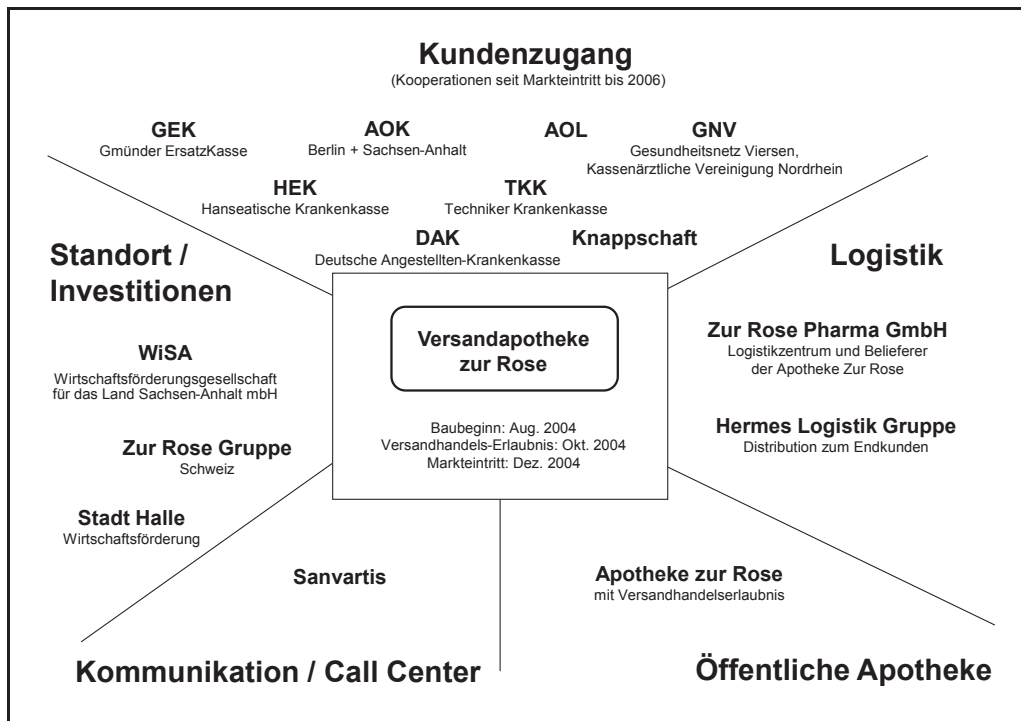 Kundenzugang
(Kooperationen seit Markteintritt bis 2006)
GEK
Gmünder ErsatzKasse
AOK
Berlin + Sachsen-Anhalt
AOL
GNV
Gesundheitsnetz Viersen,
Kassenärztliche Vereinigung Nordrhein
HEK
Hanseatische Krankenkasse
TKK
Techniker Krankenkasse
DAK
Deutsche Angestellten-Krankenkasse
Knappschaft
Standort /
Investitionen
WiSA
Wirtschaftsförderungsgesellschaft
für das Land Sachsen-Anhalt mbH
Zur Rose Gruppe
Schweiz
Stadt Halle
Wirtschaftsförderung
Versandapotheke
zur Rose
Baubeginn: Aug. 2004
Versandhandels-Erlaubnis: Okt. 2004
Markteintritt: Dez. 2004
Logistik
Zur Rose Pharma GmbH
Logistikzentrum und Belieferer
der Apotheke Zur Rose
Hermes Logistik Gruppe
Distribution zum Endkunden
Sanvartis
Kommunikation / Call Center
Apotheke zur Rose
mit Versandhandelserlaubnis
Öffentliche Apotheke